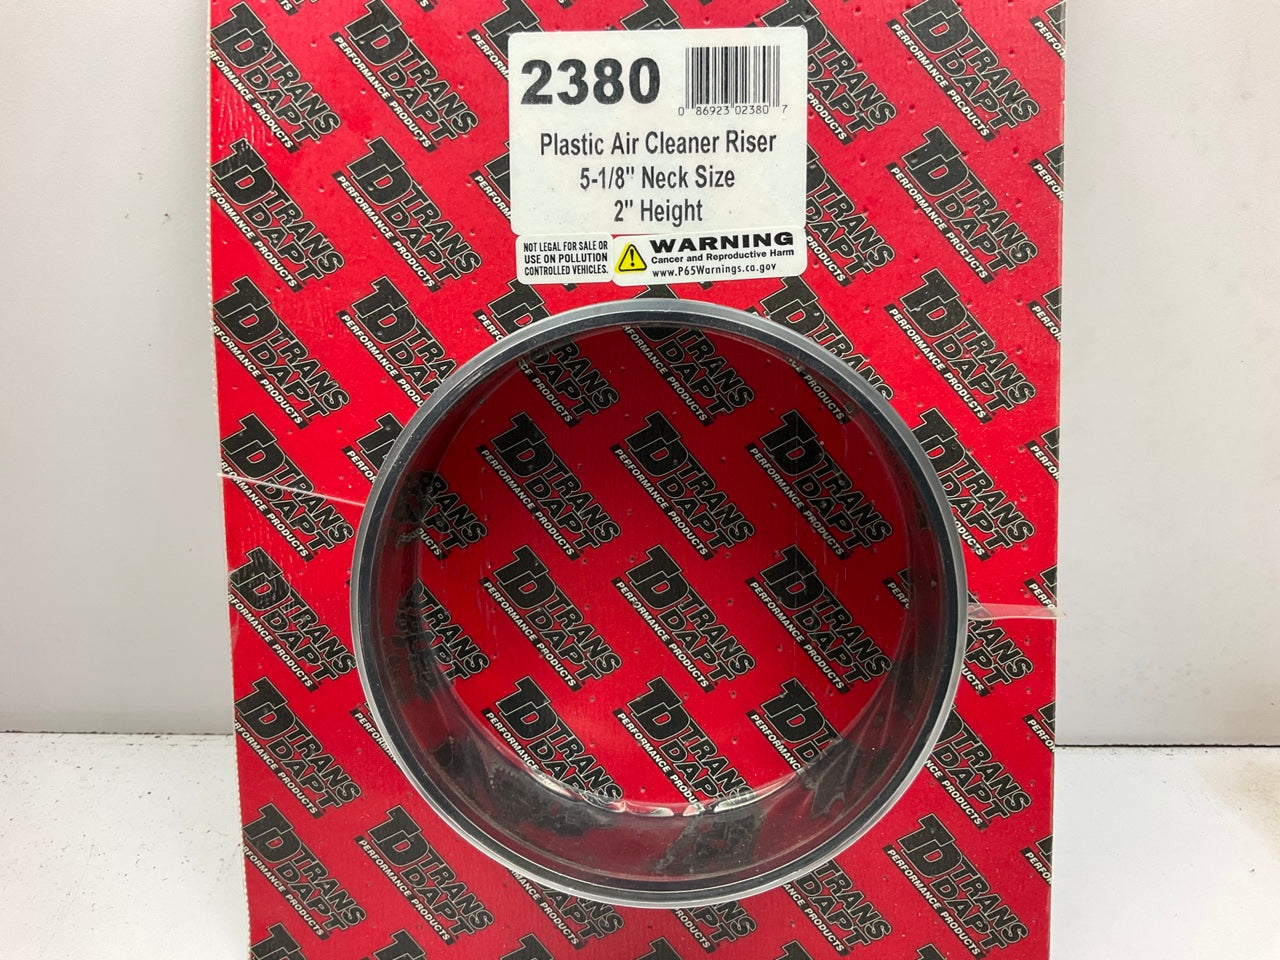 2380
0 86923 02380 7
Plastic Air Cleaner Riser
5-1/8" Neck Size
2" Height
NOT LEGAL FOR SALE OR
USE ON POLLUTION
CONTROLLED VEHICLES.
WARNING
Cancer and Reproductive Harm
www.P65Warnings.ca.gov
TD TRANS
DAPT
PERFORMANCE PRODUCTS